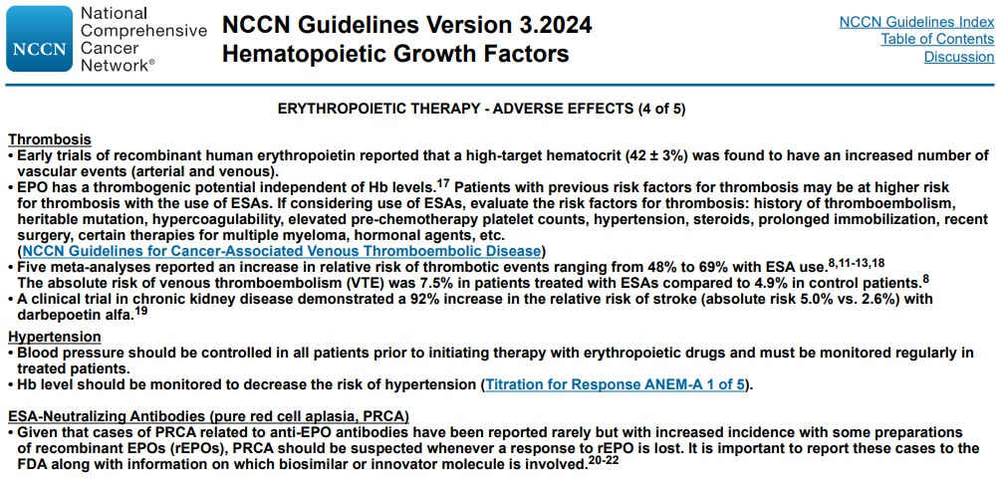 NCCN
National
Comprehensive
Cancer
Network®
NCCN Guidelines Version 3.2024
Hematopoietic Growth Factors
NCCN Guidelines Index
Table of Contents
Discussion
ERYTHROPOIETIC THERAPY - ADVERSE EFFECTS (4 of 5)
Thrombosis
• Early trials of recombinant human erythropoietin reported that a high-target hematocrit (42 ± 3%) was found to have an increased number of
vascular events (arterial and venous).
• EPO has a thrombogenic potential independent of Hb levels.17 Patients with previous risk factors for thrombosis may be at higher risk
for thrombosis with the use of ESAs. If considering use of ESAs, evaluate the risk factors for thrombosis: history of thromboembolism,
heritable mutation, hypercoagulability, elevated pre-chemotherapy platelet counts, hypertension, steroids, prolonged immobilization, recent
surgery, certain therapies for multiple myeloma, hormonal agents, etc.
(NCCN Guidelines for Cancer-Associated Venous Thromboembolic Disease)
• Five meta-analyses reported an increase in relative risk of thrombotic events ranging from 48% to 69% with ESA use.8,11-13,18
The absolute risk of venous thromboembolism (VTE) was 7.5% in patients treated with ESAs compared to 4.9% in control patients.8
• A clinical trial in chronic kidney disease demonstrated a 92% increase in the relative risk of stroke (absolute risk 5.0% vs. 2.6%) with
darbepoetin alfa.19
Hypertension
• Blood pressure should be controlled in all patients prior to initiating therapy with erythropoietic drugs and must be monitored regularly in
treated patients.
• Hb level should be monitored to decrease the risk of hypertension (Titration for Response ANEM-A 1 of 5).
ESA-Neutralizing Antibodies (pure red cell aplasia, PRCA)
• Given that cases of PRCA related to anti-EPO antibodies have been reported rarely but with increased incidence with some preparations
of recombinant EPOs (rEPOs), PRCA should be suspected whenever a response to rEPO is lost. It is important to report these cases to the
FDA along with information on which biosimilar or innovator molecule is involved.20-22